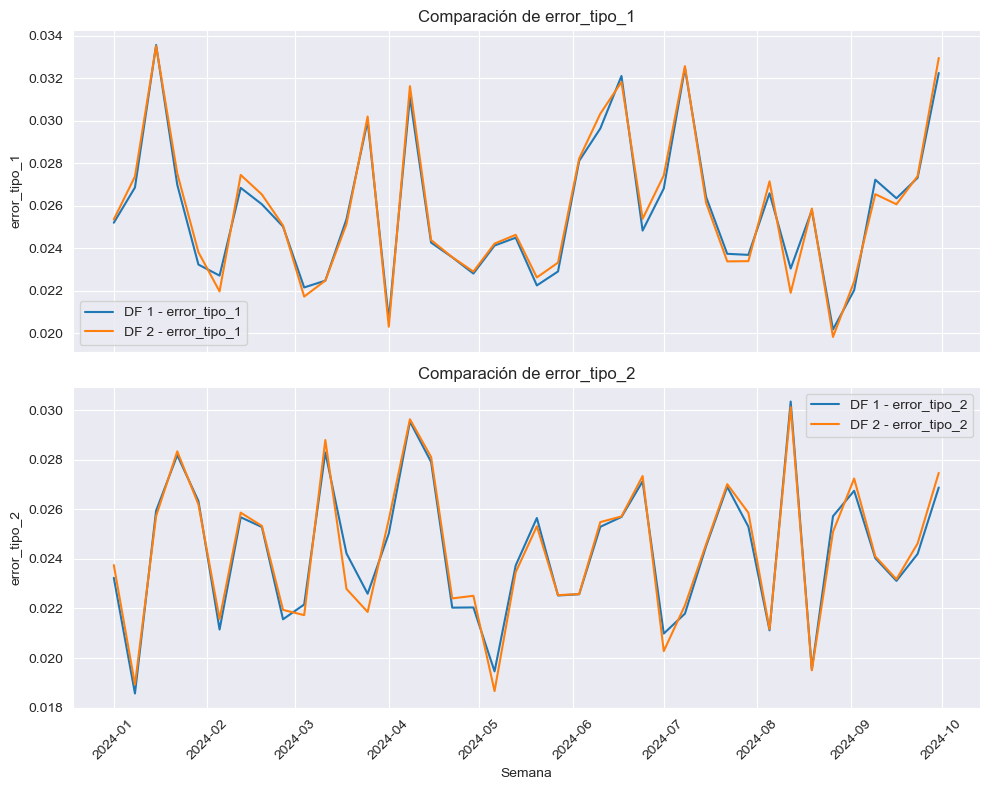 Comparación de error_tipo_1
error_tipo_1
0.034
0.032
0.030
0.028
0.026
0.024
0.022
0.020
DF 1 - error_tipo_1
DF 2 - error_tipo_1
Comparación de error_tipo_2
error_tipo_2
0.030
0.028
0.026
0.024
0.022
0.020
0.018
DF 1 - error_tipo_2
DF 2 - error_tipo_2
2024-01
2024-02
2024-03
2024-04
2024-05
2024-06
2024-07
2024-08
2024-09
2024-10
Semana